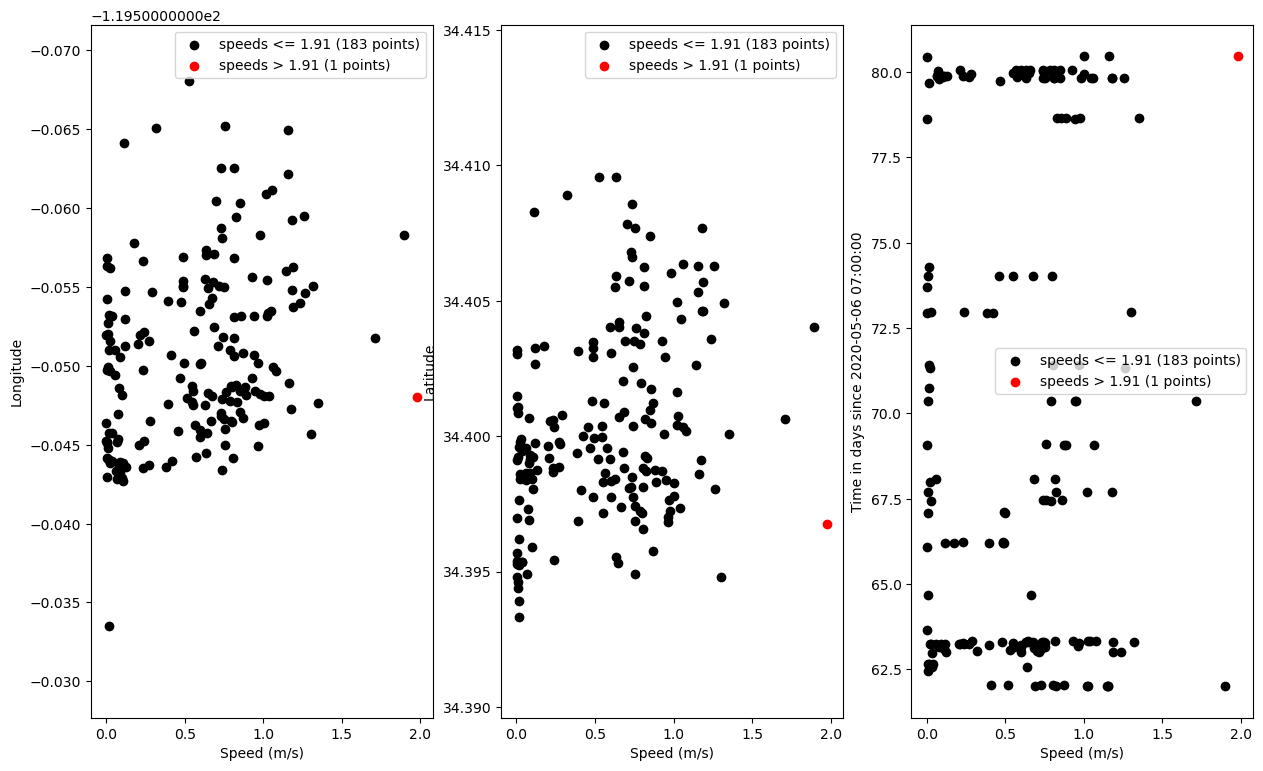 −1.1950000000e2
−0.070
−0.065
−0.060
−0.055
−0.050
−0.045
−0.040
−0.035
−0.030
Longitude
0.0 0.5 1.0 1.5 2.0
Speed (m/s)
speeds <= 1.91 (183 points)
speeds > 1.91 (1 points)
34.415
34.410
34.405
34.400
34.395
34.390
Latitude
0.0 0.5 1.0 1.5 2.0
Speed (m/s)
speeds <= 1.91 (183 points)
speeds > 1.91 (1 points)
80.0
77.5
75.0
72.5
70.0
67.5
65.0
62.5
Time in days since 2020-05-06 07:00:00
0.0 0.5 1.0 1.5 2.0
Speed (m/s)
speeds <= 1.91 (183 points)
speeds > 1.91 (1 points)